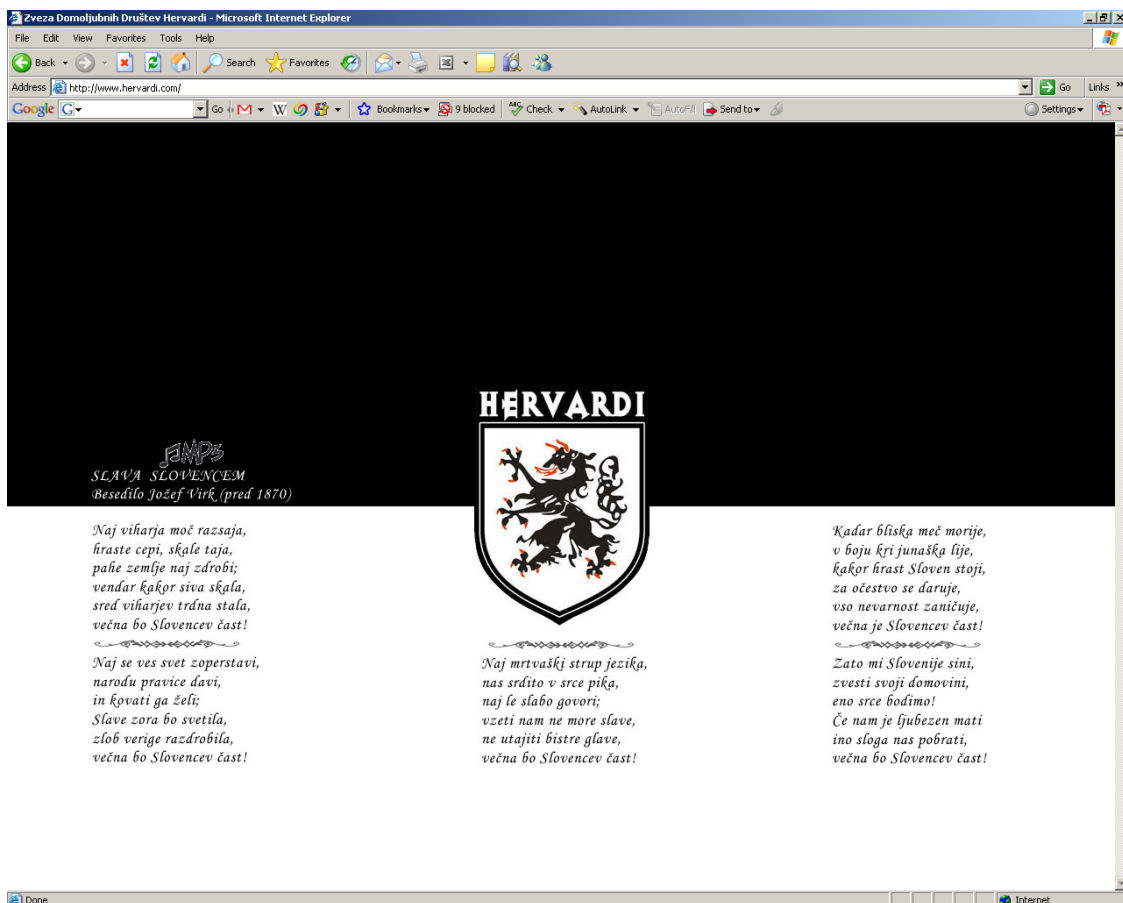 Zveza Domoljubnih Društev Hervardi - Microsoft Internet Explorer
File Edit View Favorites Tools Help
Back Search Favorites
Address http://www.hervardi.com/ Go Links »
Google G Go M W Bookmarks 9 blocked ABC Check AutoLink AutoFill Send to Settings
HERVARDI
MP3
SLAVA SLOVENCEM
Besedilo Jožef Virk (pred 1870)
Naj viharja moč razsaja,
hraste cepi, skale taja,
pahe zemlje naj zdrobi;
vendar kakor siva skala,
sred viharjev trdna stala,
večna bo Slovencev čast!
Naj se ves svet zoperstavi,
narodu pravice davi,
in kovati ga želi;
Slave zora bo svetila,
zlob verige razdrobila,
večna bo Slovencev čast!
Naj mrtvaški strup jezika,
nas srdito v srce pika,
naj le slabo govori;
vzeti nam ne more slave,
ne utajiti bistre glave,
večna bo Slovencev čast!
Kadar bliska meč morije,
v boju kri junaška lije,
kakor hrast Sloven stoji,
za očestvo se daruje,
vso nevarnost zaničuje,
večna je Slovencev čast!
Zato mi Slovenije sini,
zvesti svoji domovini,
eno srce bodimo!
Če nam je ljubezen mati
ino sloga nas pobrati,
večna bo Slovencev čast!
Done Internet